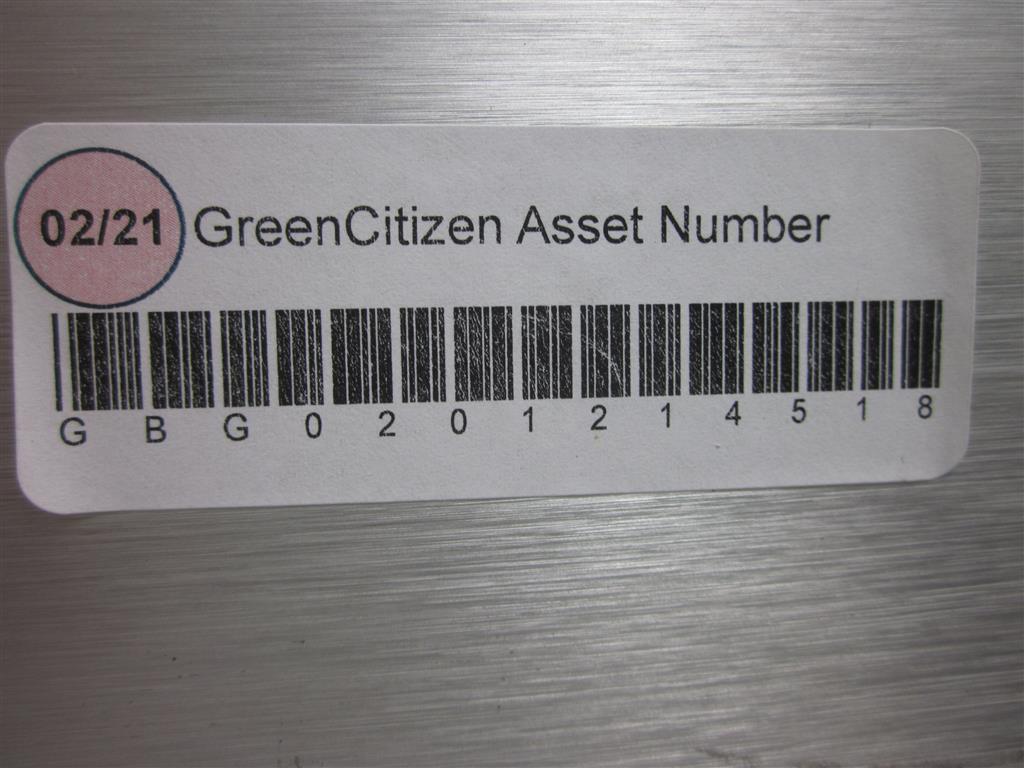 02/21 GreenCitizen Asset Number
G B G 0 2 0 1 2 1 4 5 1 8